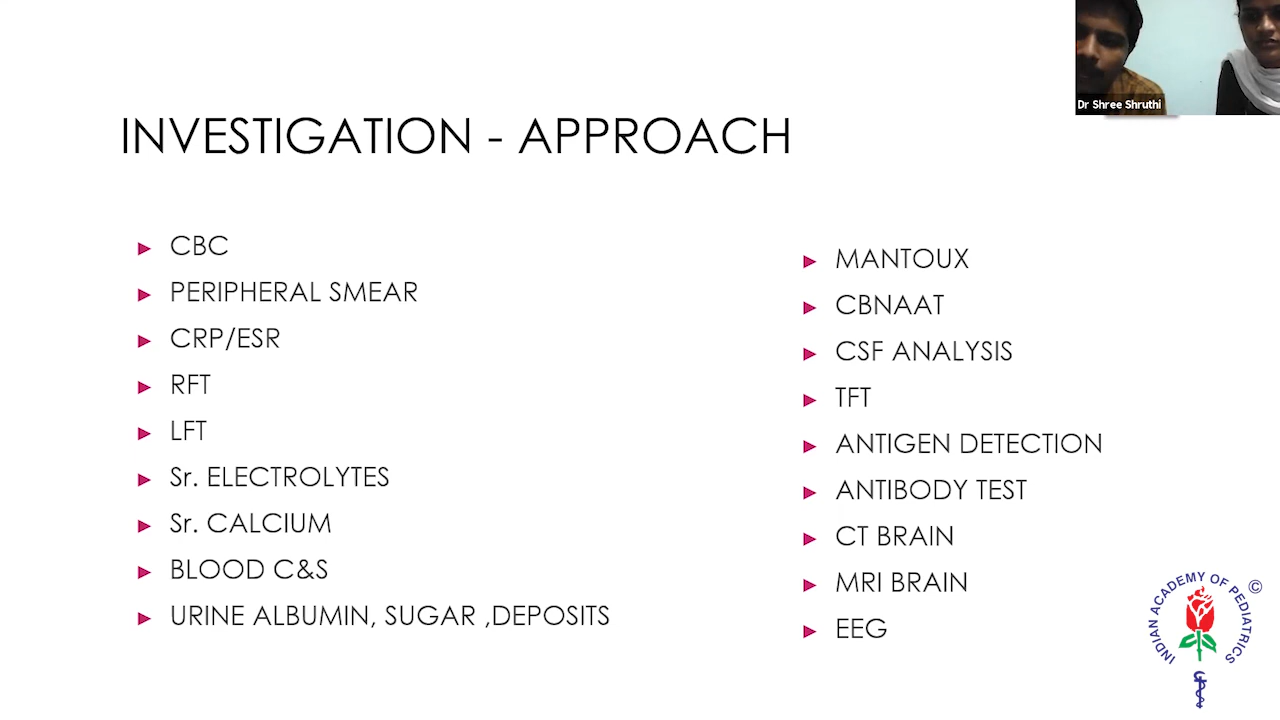 Dr Shree Shruthi
INVESTIGATION - APPROACH
CBC
PERIPHERAL SMEAR
CRP/ESR
RFT
LFT
Sr. ELECTROLYTES
Sr. CALCIUM
BLOOD C&S
URINE ALBUMIN, SUGAR ,DEPOSITS
MANTOUX
CBNAAT
CSF ANALYSIS
TFT
ANTIGEN DETECTION
ANTIBODY TEST
CT BRAIN
MRI BRAIN
EEG
INDIAN ACADEMY OF PEDIATRICS
©